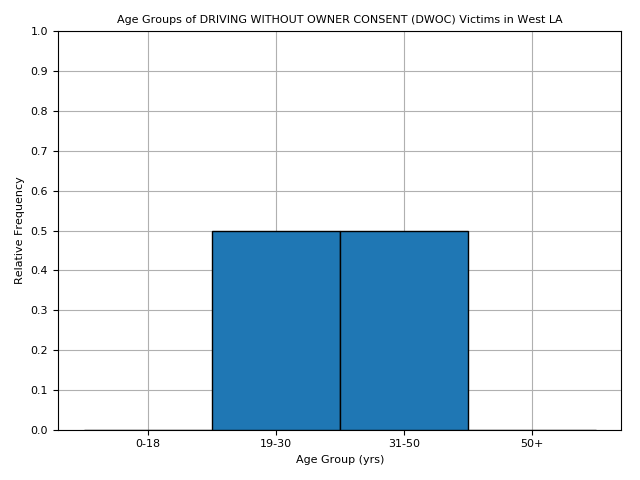 Age Groups of DRIVING WITHOUT OWNER CONSENT (DWOC) Victims in West LA
1.0
0.9
0.8
0.7
0.6
0.5
0.4
0.3
0.2
0.1
0.0
Relative Frequency
0-18 19-30 31-50 50+
Age Group (yrs)